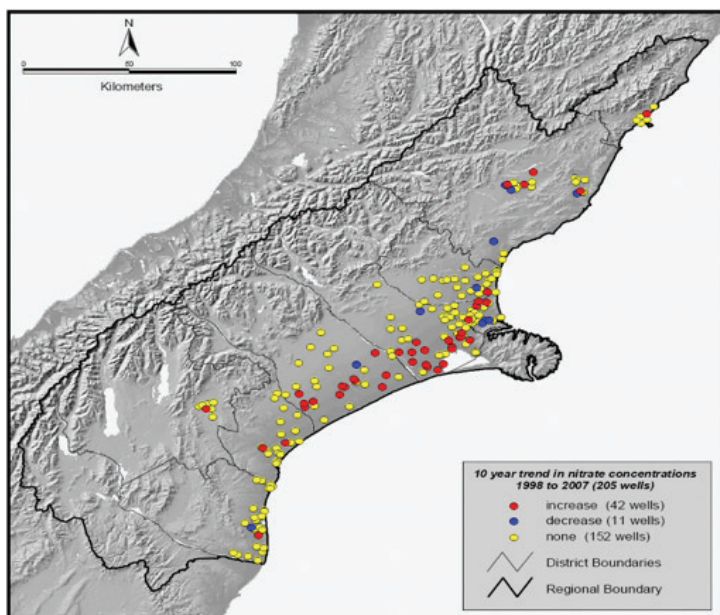 N
0 50 100
Kilometers
10 year trend in nitrate concentrations
1998 to 2007 (205 wells)
increase (42 wells)
decrease (11 wells)
none (152 wells)
District Boundaries
Regional Boundary